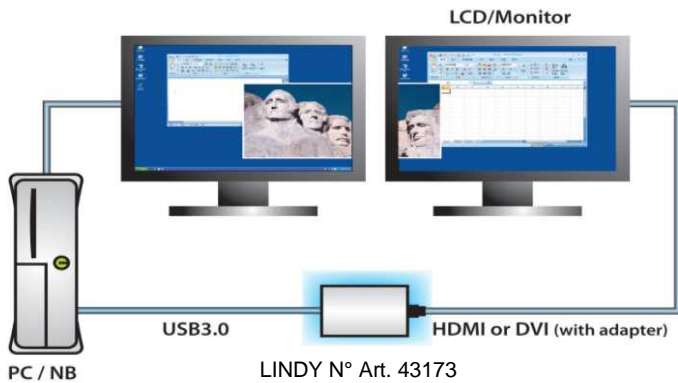 LCD/Monitor
USB3.0
HDMI or DVI (with adapter)
PC / NB
LINDY N° Art. 43173